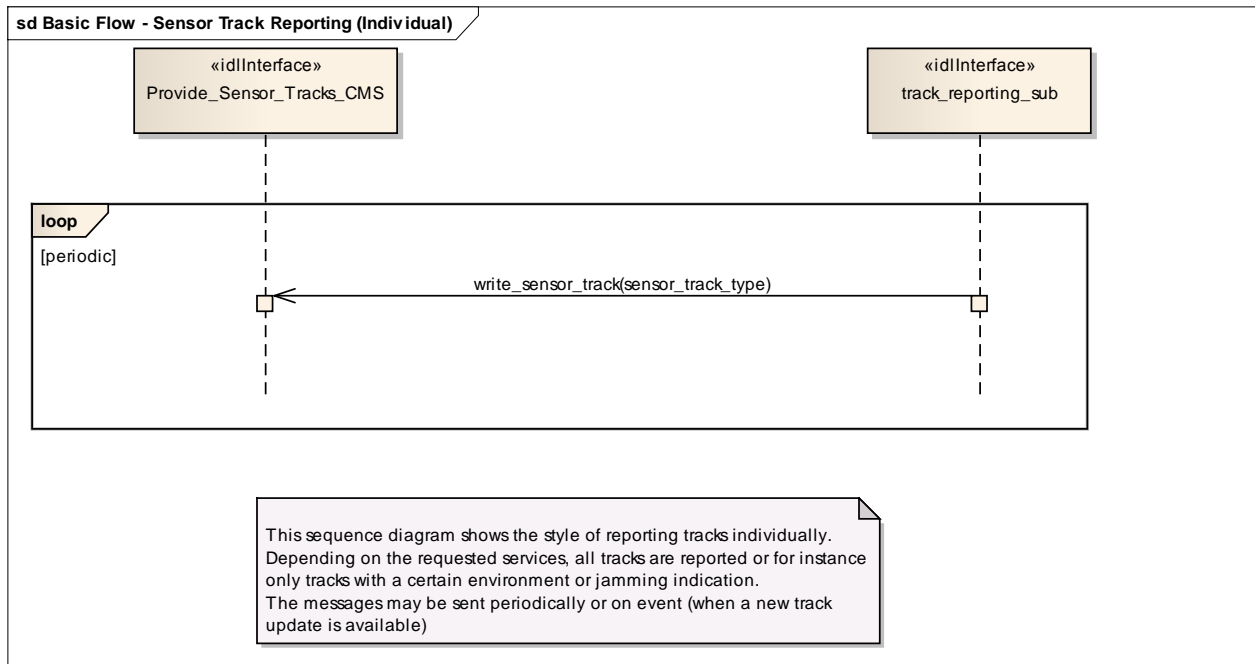 sd Basic Flow - Sensor Track Reporting (Individual)
«idlInterface»
Provide_Sensor_Tracks_CMS
«idlInterface»
track_reporting_sub
loop
[periodic]
write_sensor_track(sensor_track_type)
This sequence diagram shows the style of reporting tracks individually.
Depending on the requested services, all tracks are reported or for instance
only tracks with a certain environment or jamming indication.
The messages may be sent periodically or on event (when a new track
update is available)